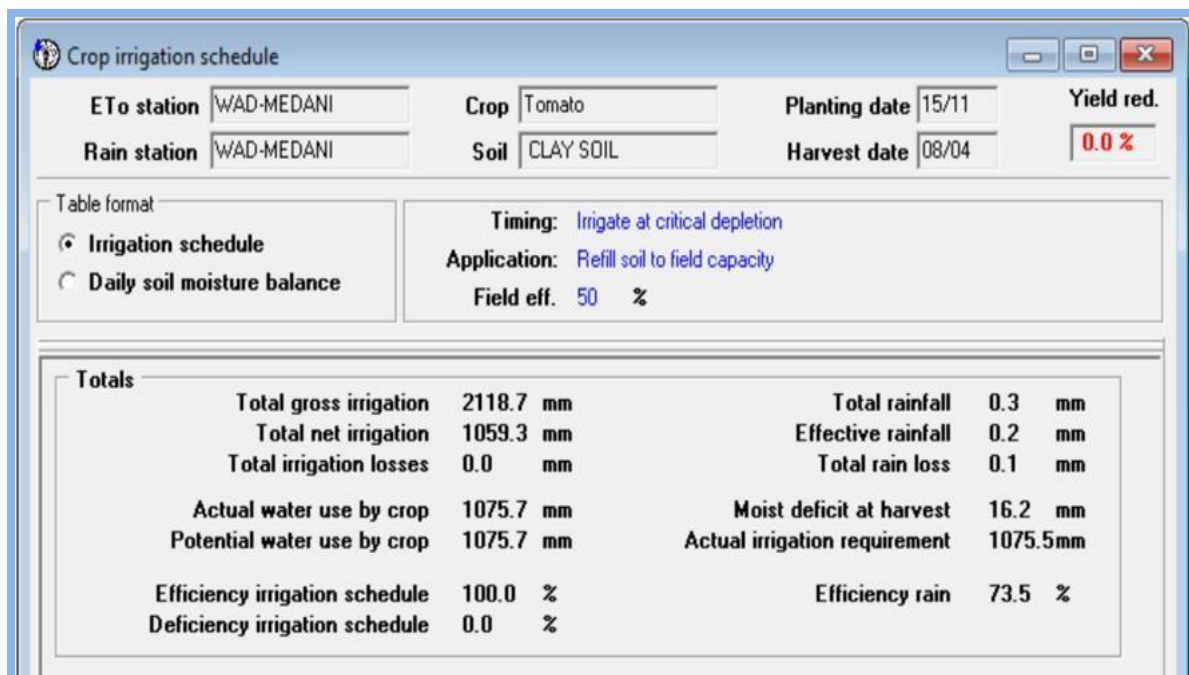 Crop irrigation schedule
ETo station WAD-MEDANI Crop Tomato Planting date 15/11 Yield red.
Rain station WAD-MEDANI Soil CLAY SOIL Harvest date 08/04 0.0 %
Table format
Irrigation schedule
Daily soil moisture balance
Timing: Irrigate at critical depletion
Application: Refill soil to field capacity
Field eff. 50 %
Totals
Total gross irrigation 2118.7 mm Total rainfall 0.3 mm
Total net irrigation 1059.3 mm Effective rainfall 0.2 mm
Total irrigation losses 0.0 mm Total rain loss 0.1 mm
Actual water use by crop 1075.7 mm Moist deficit at harvest 16.2 mm
Potential water use by crop 1075.7 mm Actual irrigation requirement 1075.5mm
Efficiency irrigation schedule 100.0 % Efficiency rain 73.5 %
Deficiency irrigation schedule 0.0 %